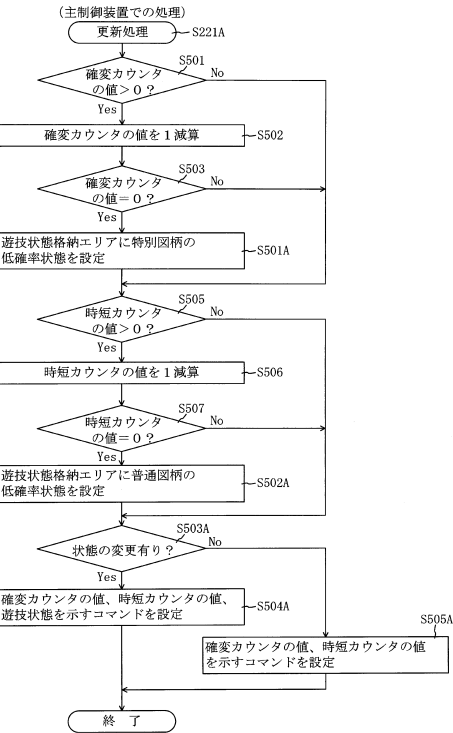 (主制御装置での処理)
更新処理
S221A
S501
確変カウンタ
の値>0?
No
Yes
確変カウンタの値を1減算
S502
S503
確変カウンタ
の値=0?
No
Yes
遊技状態格納エリアに特別図柄の
低確率状態を設定
S501A
S505
時短カウンタ
の値>0?
No
Yes
時短カウンタの値を1減算
S506
S507
時短カウンタ
の値=0?
No
Yes
遊技状態格納エリアに普通図柄の
低確率状態を設定
S502A
S503A
状態の変更有り?
No
Yes
確変カウンタの値、時短カウンタの値、
遊技状態を示すコマンドを設定
S504A
S505A
確変カウンタの値、時短カウンタの値
を示すコマンドを設定
終 了